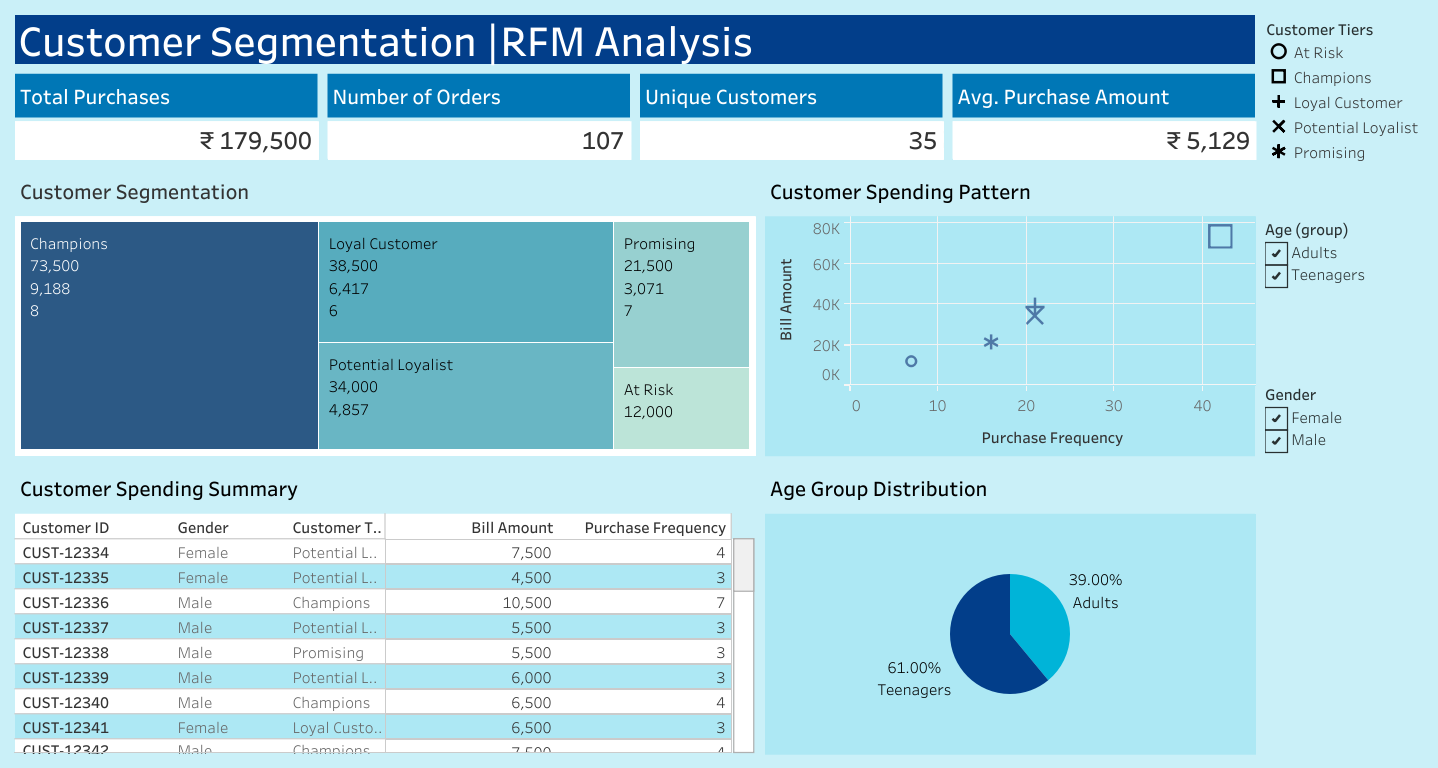 Customer Segmentation |RFM Analysis
Total Purchases
₹ 179,500
Number of Orders
107
Unique Customers
35
Avg. Purchase Amount
₹ 5,129
Customer Tiers
At Risk
Champions
Loyal Customer
Potential Loyalist
Promising
Customer Segmentation
Champions
73,500
9,188
8
Loyal Customer
38,500
6,417
6
Potential Loyalist
34,000
4,857
Promising
21,500
3,071
7
At Risk
12,000
Customer Spending Pattern
Bill Amount
80K
60K
40K
20K
0K
0 10 20 30 40
Purchase Frequency
Age (group)
Adults
Teenagers
Gender
Female
Male
Customer Spending Summary
Customer ID Gender Customer T.. Bill Amount Purchase Frequency
CUST-12334 Female Potential L.. 7,500 4
CUST-12335 Female Potential L.. 4,500 3
CUST-12336 Male Champions 10,500 7
CUST-12337 Male Potential L.. 5,500 3
CUST-12338 Male Promising 5,500 3
CUST-12339 Male Potential L.. 6,000 3
CUST-12340 Male Champions 6,500 4
CUST-12341 Female Loyal Custo.. 6,500 3
CUST-12342 Male Champions 7,500 4
Age Group Distribution
39.00%
Adults
61.00%
Teenagers